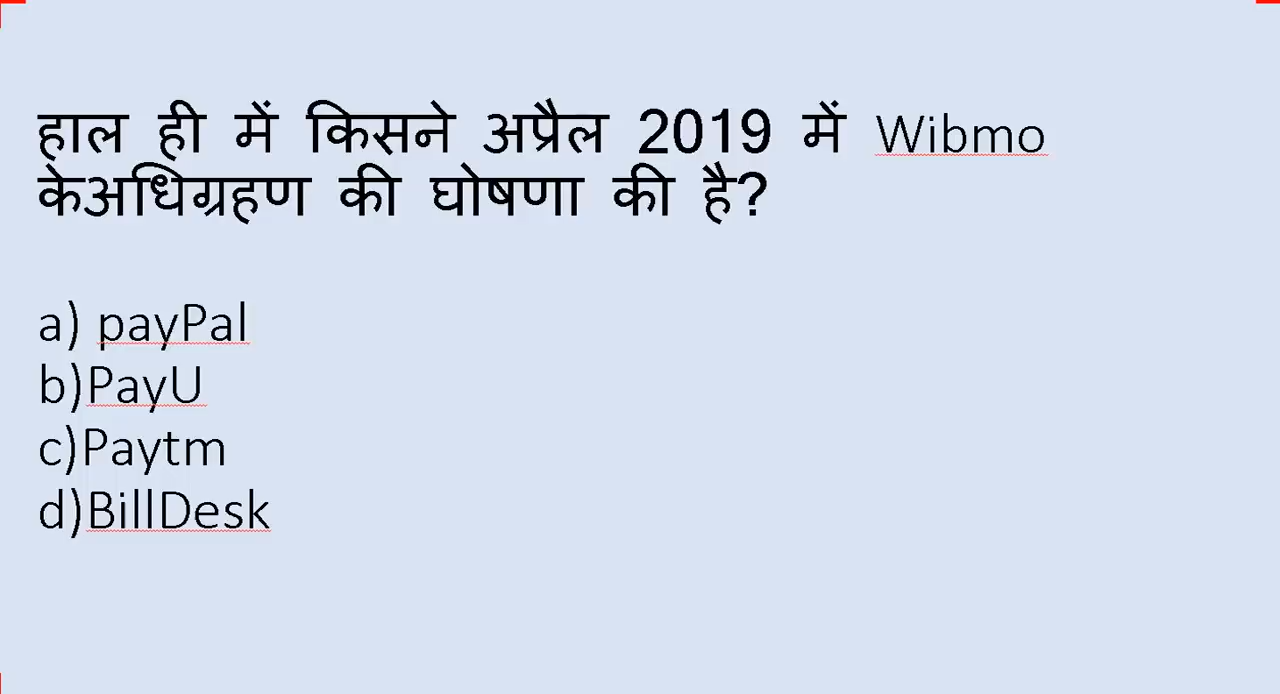 हाल ही में किसने अप्रैल 2019 में Wibmo
केअधिग्रहण की घोषणा की है?
a) payPal
b)PayU
c)Paytm
d)BillDesk